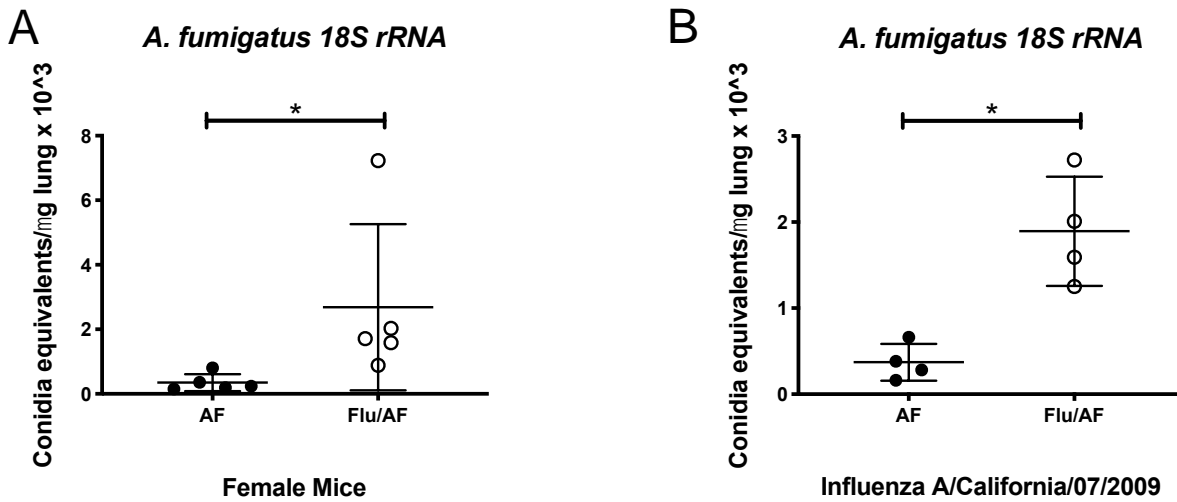 A
A. fumigatus 18S rRNA
Conidia equivalents/mg lung x 10^3
*
8
6
4
2
0
AF
Flu/AF
Female Mice
B
A. fumigatus 18S rRNA
Conidia equivalents/mg lung x 10^3
*
3
2
1
0
AF
Flu/AF
Influenza A/California/07/2009